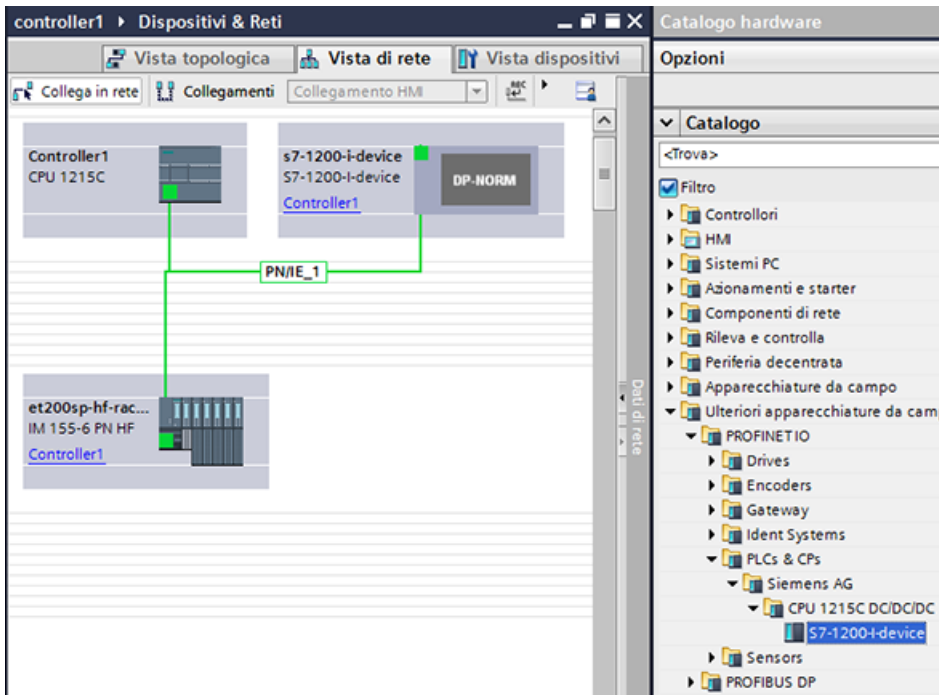 controller1 ▸ Dispositivi & Reti
Vista topologica
Vista di rete
Vista dispositivi
Collega in rete
Collegamenti
Collegamento HMI
Controller1
CPU 1215C
s7-1200-i-device
S7-1200-I-device
Controller1
DP-NORM
PN/IE_1
et200sp-hf-rac...
IM 155-6 PN HF
Controller1
Dati di rete
Catalogo hardware
Opzioni
Catalogo
<Trova>
Filtro
Controllori
HMI
Sistemi PC
Azionamenti e starter
Componenti di rete
Rileva e controlla
Periferia decentrata
Apparecchiature da campo
Ulteriori apparecchiature da cam
PROFINET IO
Drives
Encoders
Gateway
Ident Systems
PLCs & CPs
Siemens AG
CPU 1215C DC/DC/DC
S7-1200-I-device
Sensors
PROFIBUS DP